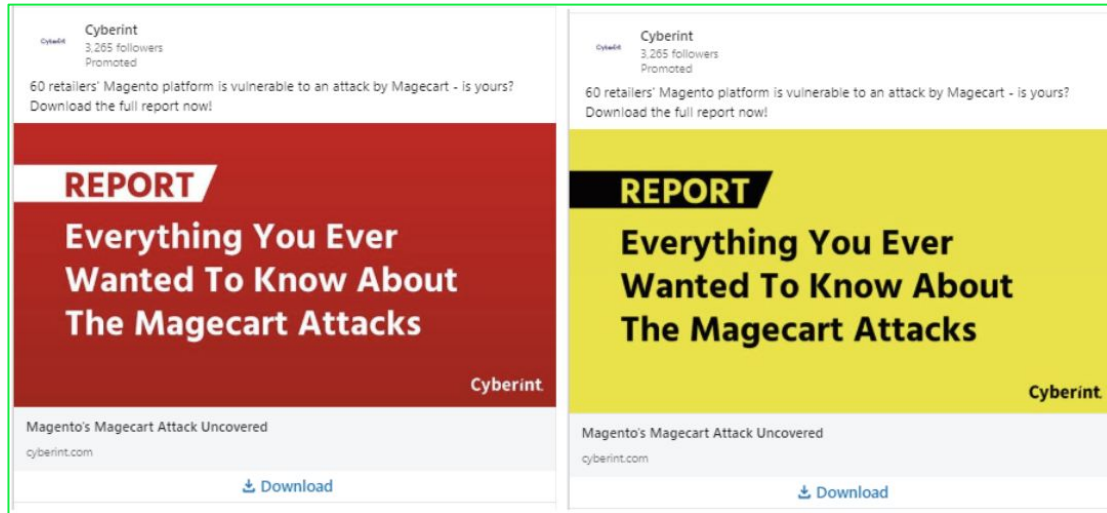 Cyberint
Cyberint
3,265 followers
Promoted
60 retailers' Magento platform is vulnerable to an attack by Magecart - is yours?
Download the full report now!
REPORT
Everything You Ever
Wanted To Know About
The Magecart Attacks
Cyberint
Magento's Magecart Attack Uncovered
cyberint.com
Download
Cyberint
Cyberint
3,265 followers
Promoted
60 retailers' Magento platform is vulnerable to an attack by Magecart - is yours?
Download the full report now!
REPORT
Everything You Ever
Wanted To Know About
The Magecart Attacks
Cyberint
Magento's Magecart Attack Uncovered
cyberint.com
Download